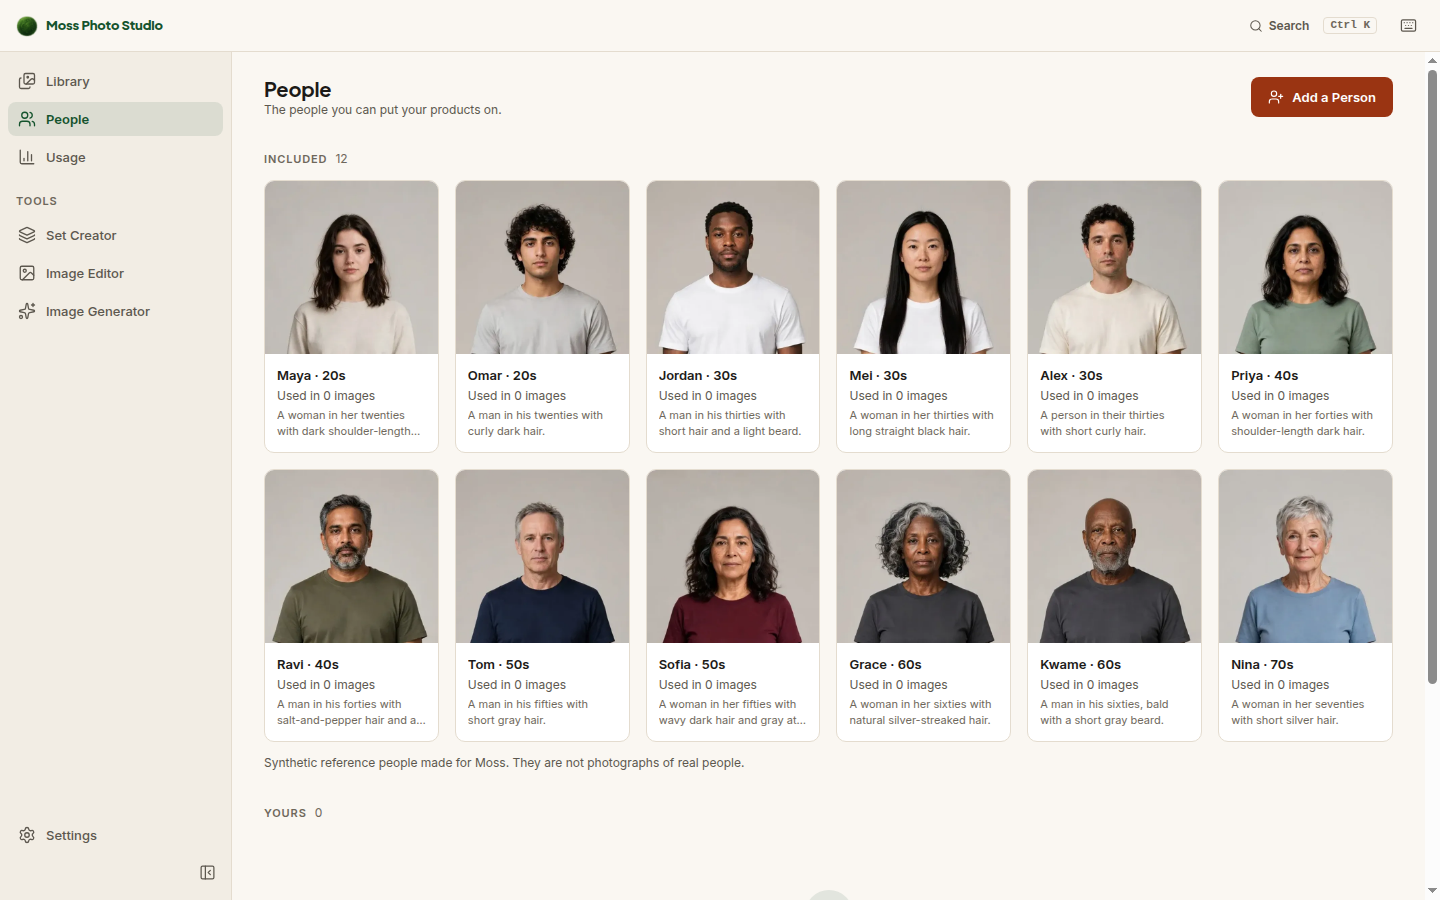 Moss Photo Studio
Search Ctrl K
Library
People
Usage
TOOLS
Set Creator
Image Editor
Image Generator
Settings
People
The people you can put your products on.
Add a Person
INCLUDED 12
Maya · 20s
Used in 0 images
A woman in her twenties
with dark shoulder-length...
Omar · 20s
Used in 0 images
A man in his twenties with
curly dark hair.
Jordan · 30s
Used in 0 images
A man in his thirties with
short hair and a light beard.
Mei · 30s
Used in 0 images
A woman in her thirties with
long straight black hair.
Alex · 30s
Used in 0 images
A person in their thirties
with short curly hair.
Priya · 40s
Used in 0 images
A woman in her forties with
shoulder-length dark hair.
Ravi · 40s
Used in 0 images
A man in his forties with
salt-and-pepper hair and a...
Tom · 50s
Used in 0 images
A man in his fifties with
short gray hair.
Sofia · 50s
Used in 0 images
A woman in her fifties with
wavy dark hair and gray at...
Grace · 60s
Used in 0 images
A woman in her sixties with
natural silver-streaked hair.
Kwame · 60s
Used in 0 images
A man in his sixties, bald
with a short gray beard.
Nina · 70s
Used in 0 images
A woman in her seventies
with short silver hair.
Synthetic reference people made for Moss. They are not photographs of real people.
YOURS 0